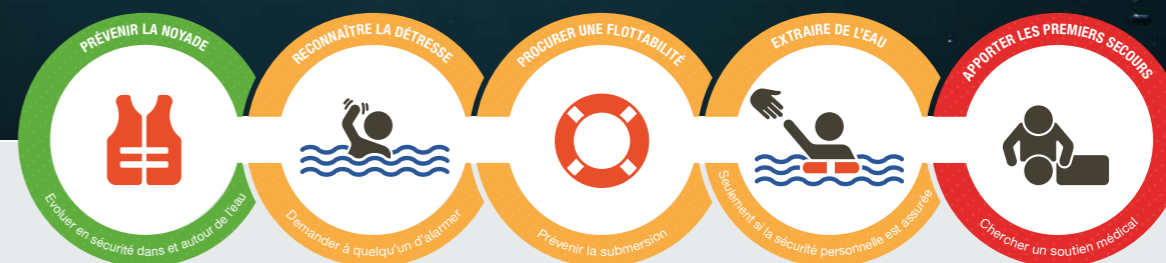 PRÉVENIR LA NOYADE
Evoluer en sécurité dans et autour de l'eau
RECONNAÎTRE LA DÉTRESSE
Demander à quelqu'un d'alarmer
PROCURER UNE FLOTTABILITÉ
Prévenir la submersion
EXTRAIRE DE L'EAU
Seulement si la sécurité personnelle est assurée
APPORTER LES PREMIERS SECOURS
Chercher un soutien médical